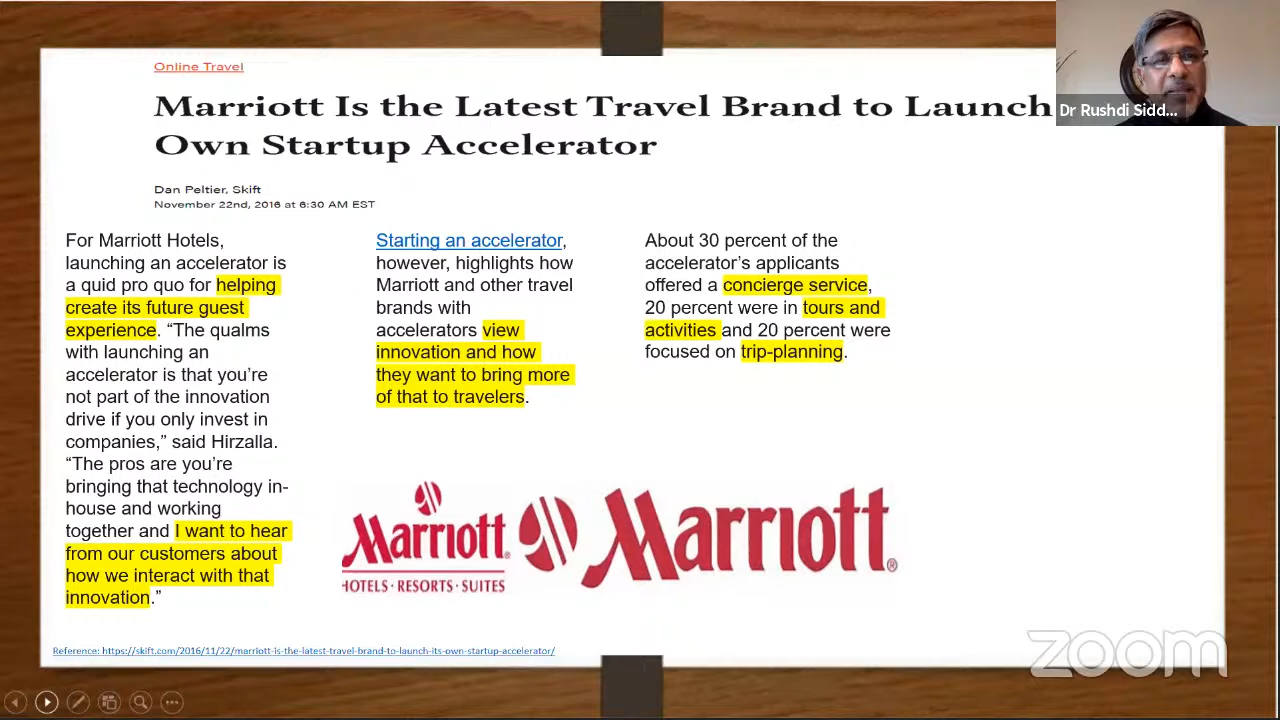 Online Travel
Marriott Is the Latest Travel Brand to Launch
Own Startup Accelerator
Dan Peltier, Skift
November 22nd, 2016 at 6:30 AM EST
For Marriott Hotels,
launching an accelerator is
a quid pro quo for helping
create its future guest
experience. “The qualms
with launching an
accelerator is that you’re
not part of the innovation
drive if you only invest in
companies,” said Hirzalla.
“The pros are you’re
bringing that technology in-
house and working
together and I want to hear
from our customers about
how we interact with that
innovation.”
Starting an accelerator,
however, highlights how
Marriott and other travel
brands with
accelerators view
innovation and how
they want to bring more
of that to travelers.
About 30 percent of the
accelerator’s applicants
offered a concierge service,
20 percent were in tours and
activities and 20 percent were
focused on trip-planning.
Marriott®
HOTELS · RESORTS · SUITES
Marriott®
Reference: https://skift.com/2016/11/22/marriott-is-the-latest-travel-brand-to-launch-its-own-startup-accelerator/
Dr Rushdi Sidd...
zoom